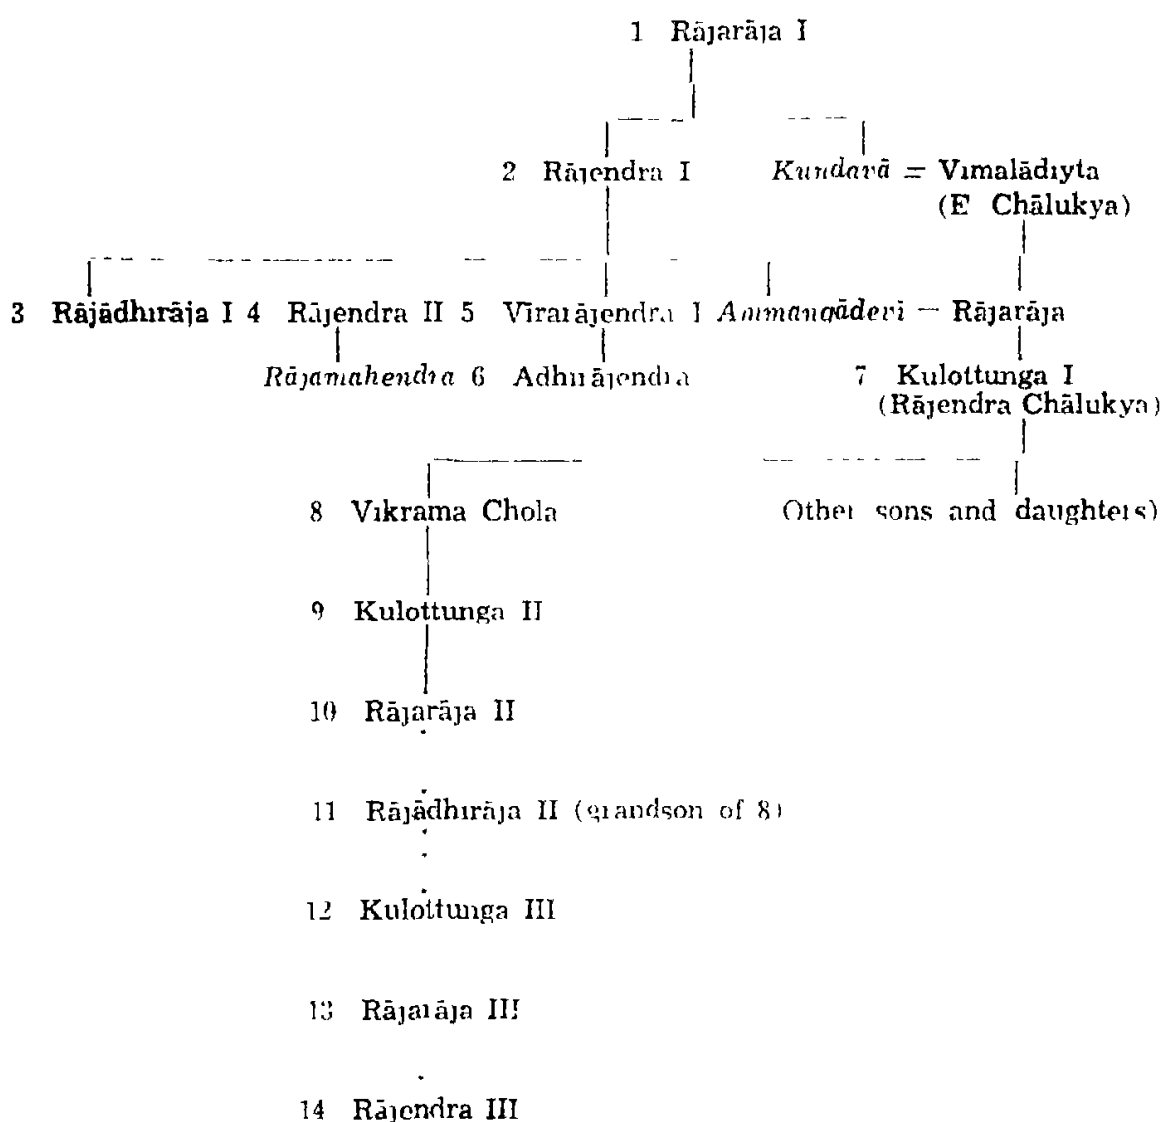 1 Rājarāja I
2 Rājendra I Kundavā = Vimalādiyta
(E Chālukya)
3 Rājādhirāja I 4 Rājendra II 5 Vīrarājendra I Ammangāderi — Rājarāja
Rājamahendra 6 Adhirājendra 7 Kulottunga I
(Rājendra Chālukya)
8 Vikrama Chola Other sons and daughters)
9 Kulottunga II
10 Rājarāja II
11 Rājādhirāja II (grandson of 8)
12 Kulottunga III
13 Rājarāja III
14 Rājendra III